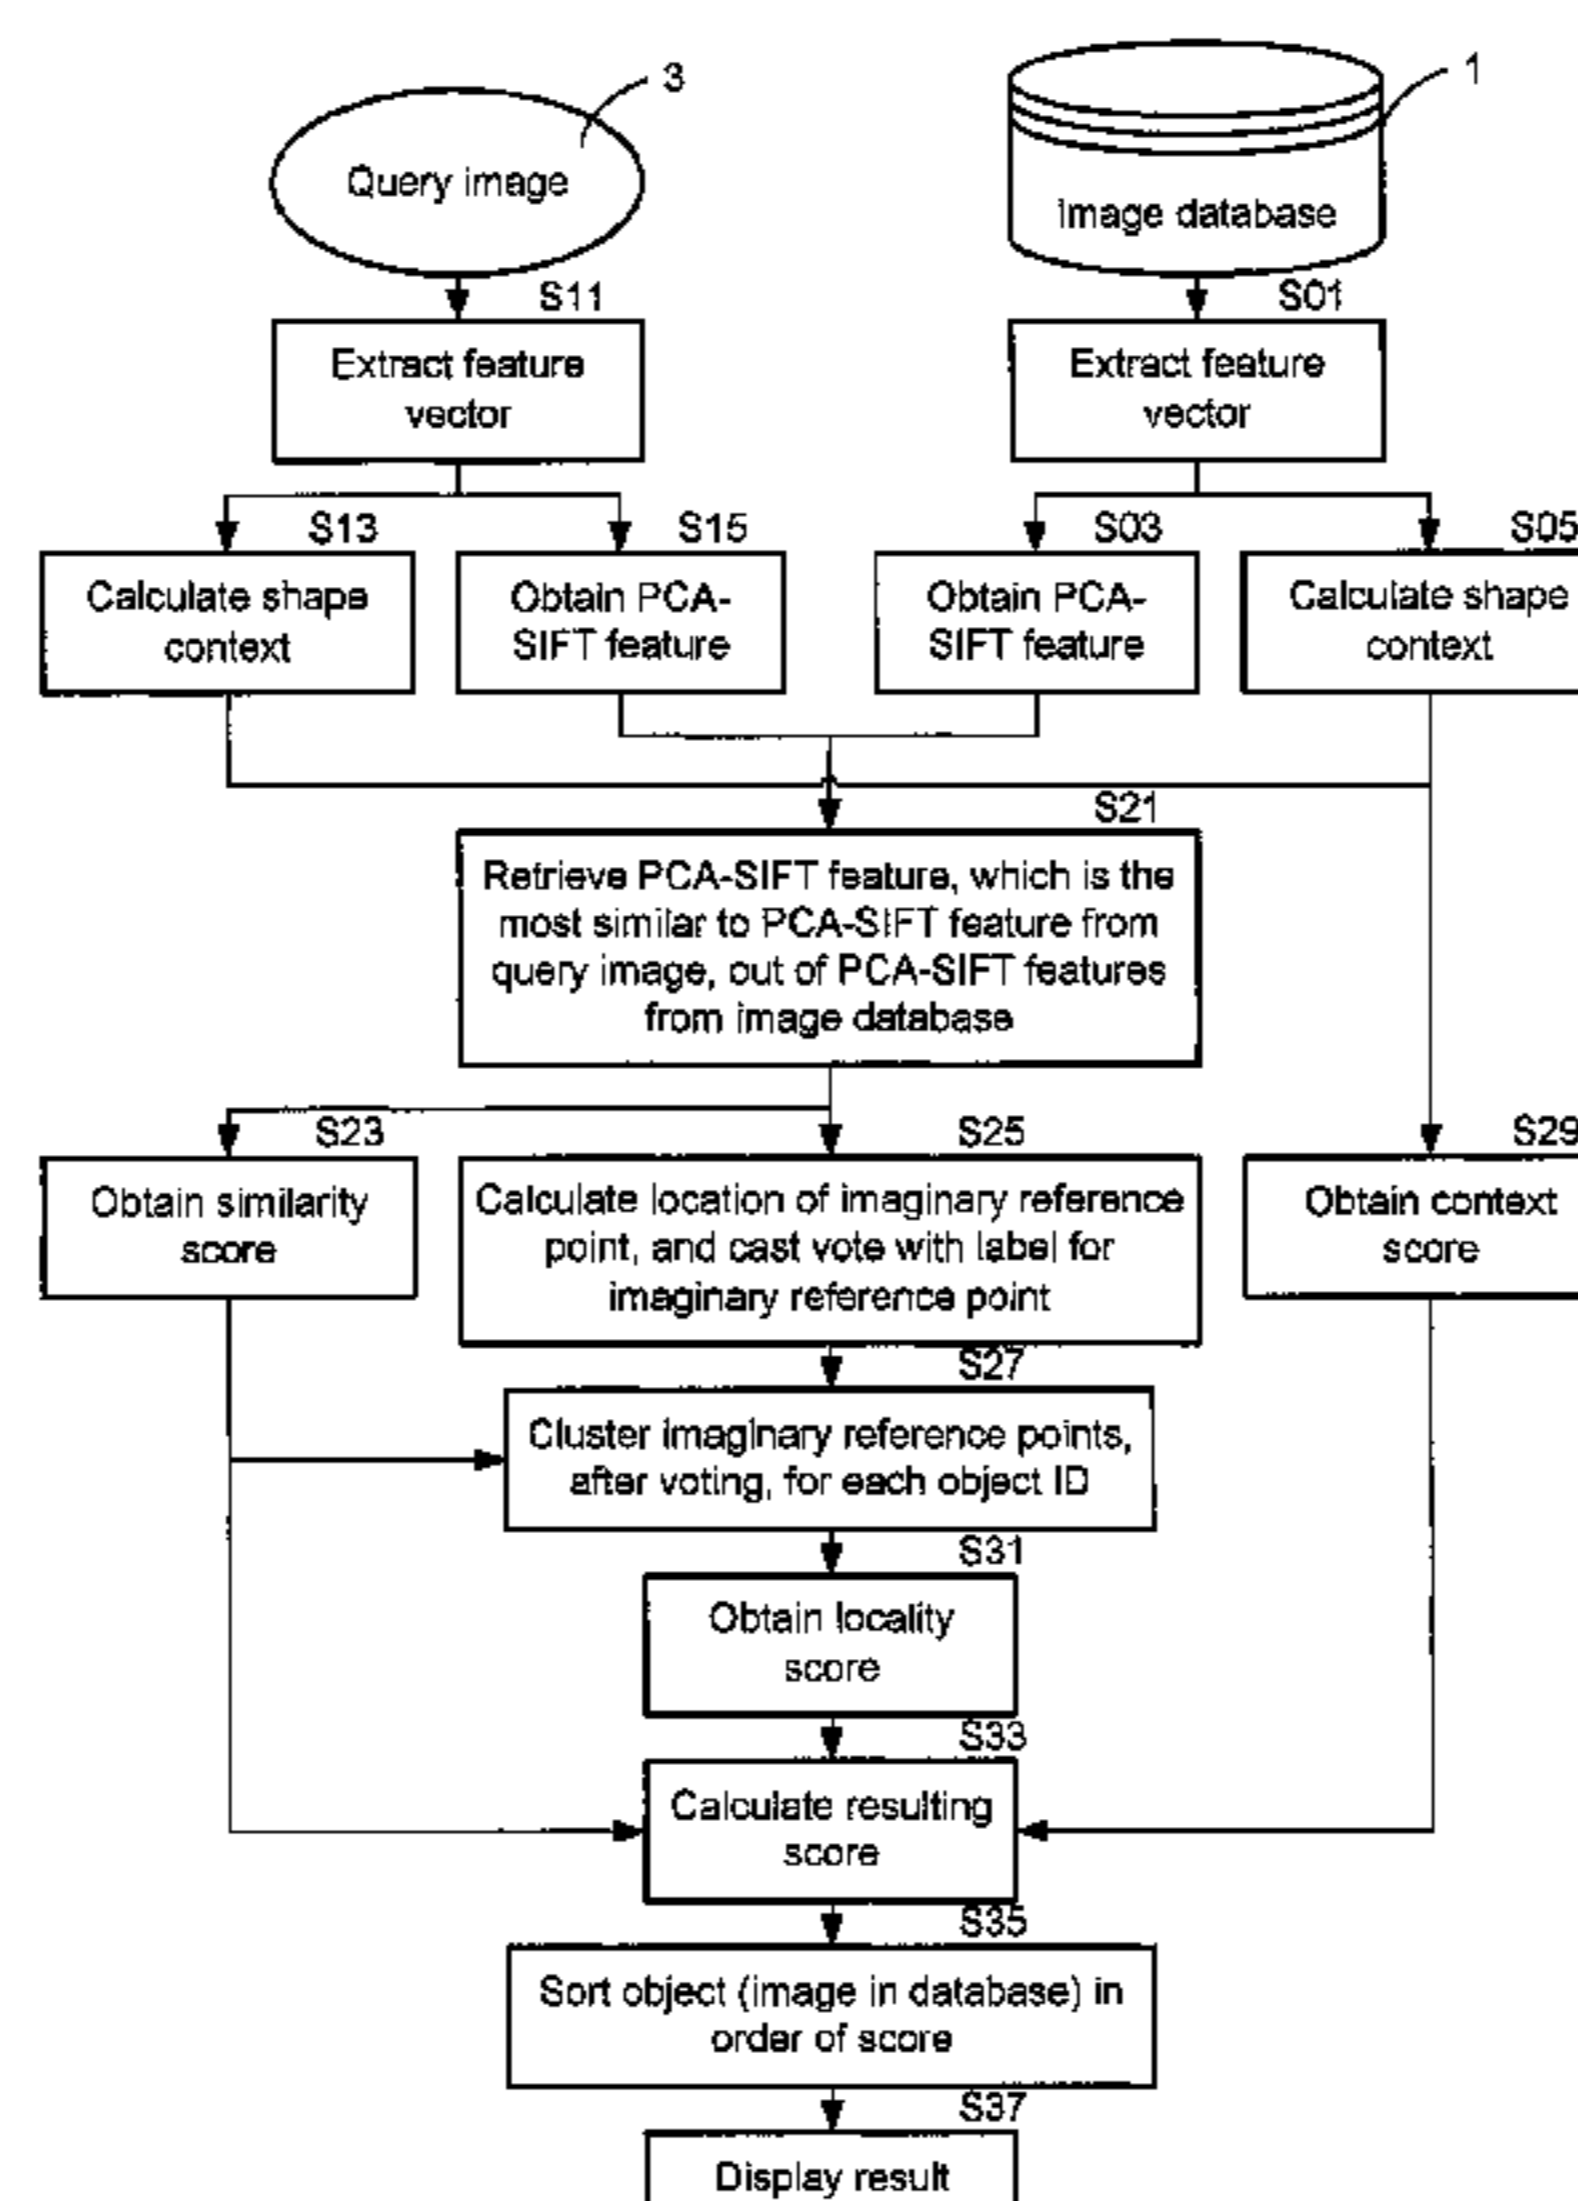 3
1
Query image
Image database
S11
S01
Extract feature
vector
Extract feature
vector
S13
S15
S03
S05
Calculate shape
context
Obtain PCA-
SIFT feature
Obtain PCA-
SIFT feature
Calculate shape
context
S21
Retrieve PCA-SIFT feature, which is the
most similar to PCA-SIFT feature from
query image, out of PCA-SIFT features
from image database
S23
S25
S29
Obtain similarity
score
Calculate location of imaginary reference
point, and cast vote with label for
imaginary reference point
Obtain context
score
S27
Cluster imaginary reference points,
after voting, for each object ID
S31
Obtain locality
score
S33
Calculate resulting
score
S35
Sort object (image in database) in
order of score
S37
Display result